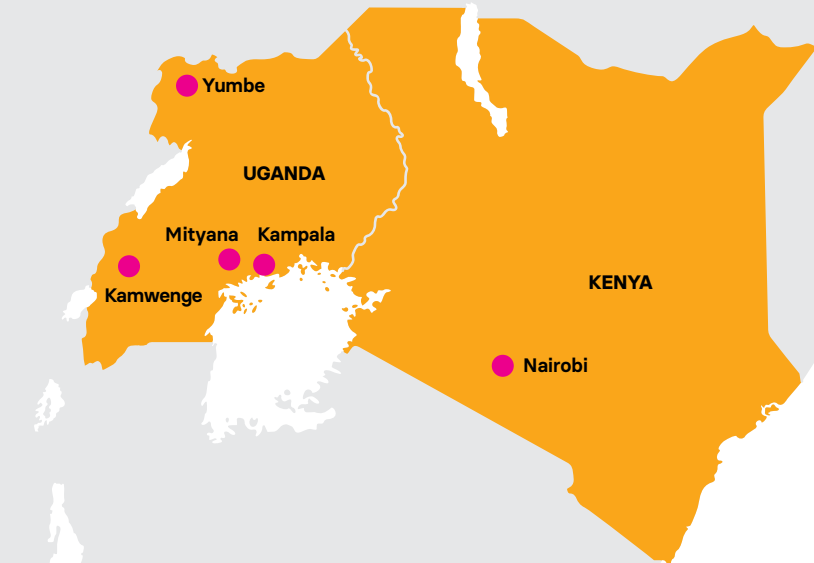 Yumbe
UGANDA
Mityana
Kampala
Kamwenge
KENYA
Nairobi